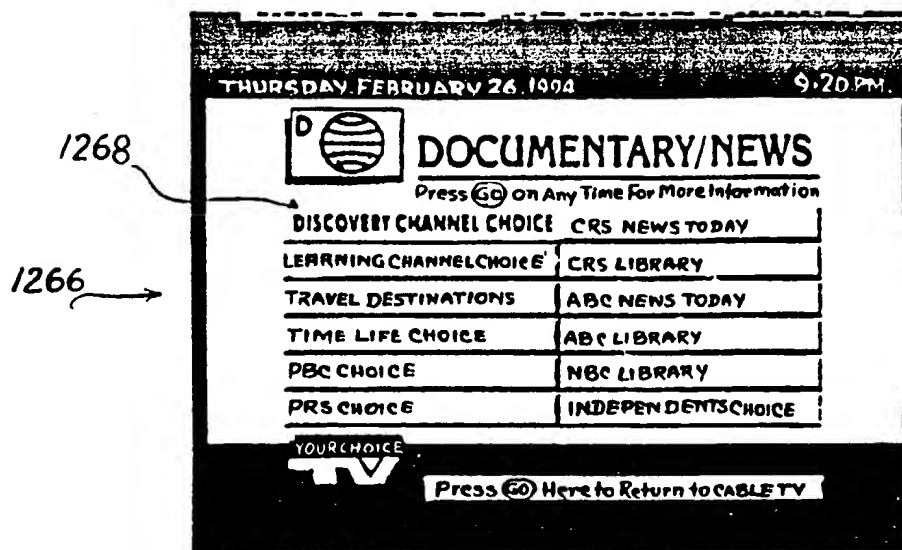 THURSDAY, FEBRUARY 26, 1994 9:20 P.M.
D
DOCUMENTARY/NEWS
Press GO on Any Time For More Information
1268
DISCOVERY CHANNEL CHOICE CRS NEWS TODAY
LEARNING CHANNEL CHOICE CRS LIBRARY
1266
TRAVEL DESTINATIONS ABC NEWS TODAY
TIME LIFE CHOICE ABC LIBRARY
PBC CHOICE NBC LIBRARY
PRS CHOICE INDEPENDENTS CHOICE
YOUR CHOICE
TV
Press GO Here to Return to CABLE TV